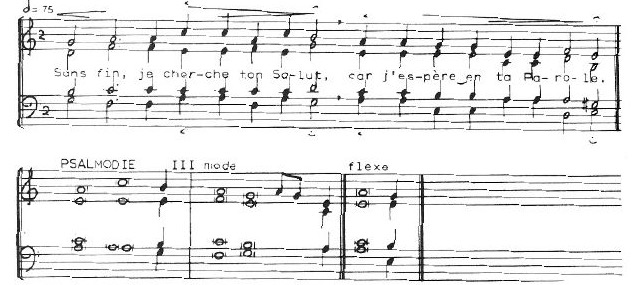 ♩= 75
Sans fin, je cher-che ton Sa-lut, car j'es-père en ta Pa-ro-le.
PSALMODIE III mode flexe